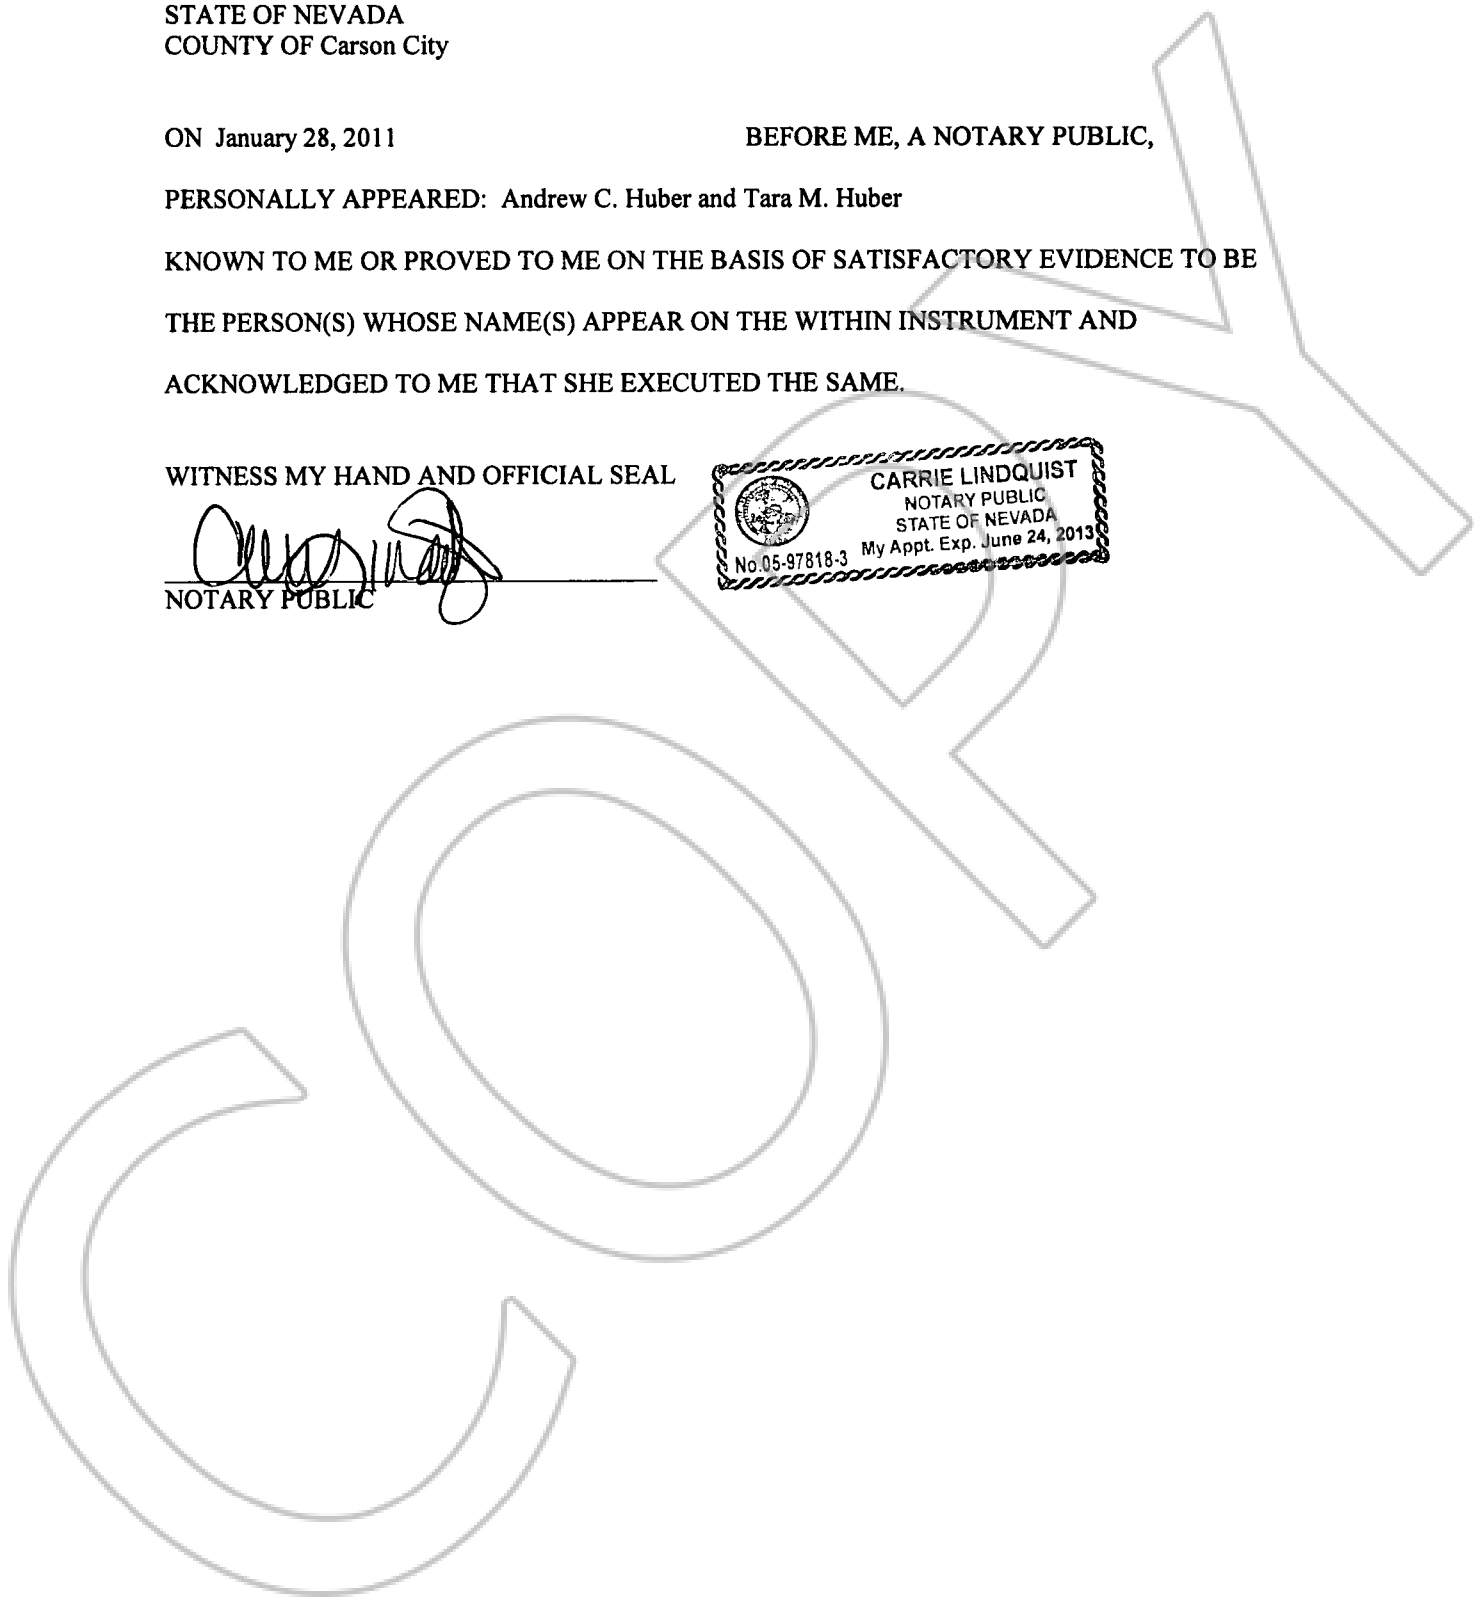 STATE OF NEVADA
COUNTY OF Carson City
ON January 28, 2011 BEFORE ME, A NOTARY PUBLIC,
PERSONALLY APPEARED: Andrew C. Huber and Tara M. Huber
KNOWN TO ME OR PROVED TO ME ON THE BASIS OF SATISFACTORY EVIDENCE TO BE
THE PERSON(S) WHOSE NAME(S) APPEAR ON THE WITHIN INSTRUMENT AND
ACKNOWLEDGED TO ME THAT SHE EXECUTED THE SAME.
WITNESS MY HAND AND OFFICIAL SEAL
CARRIE LINDQUIST
NOTARY PUBLIC
STATE OF NEVADA
My Appt. Exp. June 24, 2013
No.05-97818-3
NOTARY PUBLIC
COPY